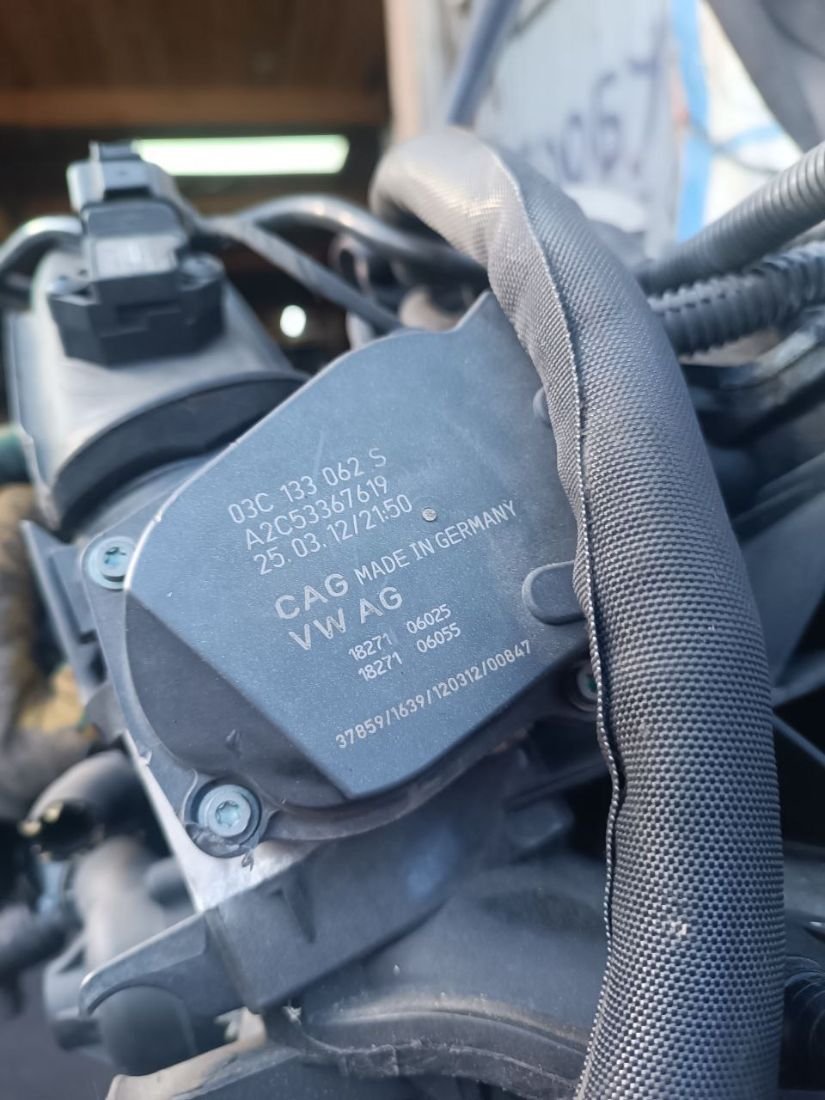 03C 133 062 S
A2C53367619
25.03.12/21:50
CAG MADE IN GERMANY
VW AG
18271 06025
18271 06055
37859/1639/120312/00847